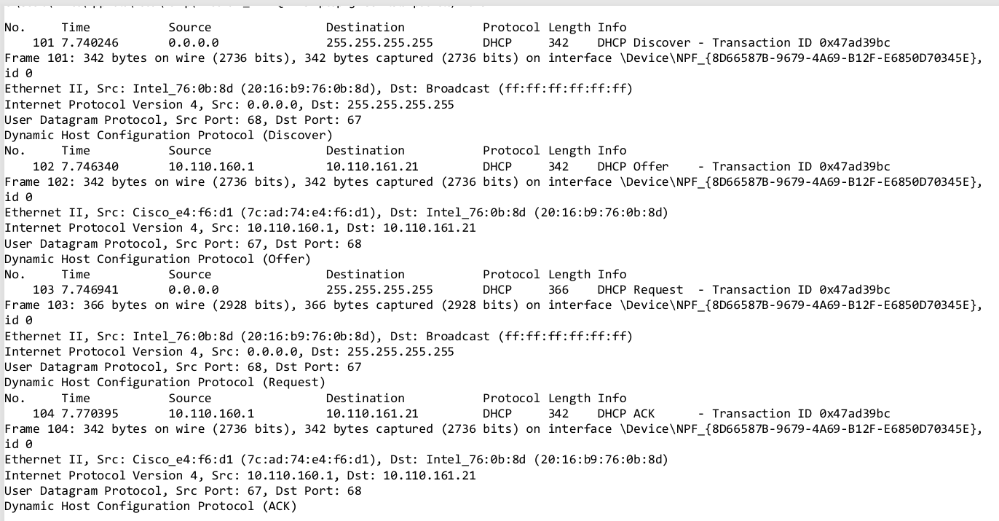 No. Time Source Destination Protocol Length Info
101 7.740246 0.0.0.0 255.255.255.255 DHCP 342 DHCP Discover - Transaction ID 0x47ad39bc
Frame 101: 342 bytes on wire (2736 bits), 342 bytes captured (2736 bits) on interface \Device\NPF_{8D66587B-9679-4A69-B12F-E6850D70345E},
id 0
Ethernet II, Src: Intel_76:0b:8d (20:16:b9:76:0b:8d), Dst: Broadcast (ff:ff:ff:ff:ff:ff)
Internet Protocol Version 4, Src: 0.0.0.0, Dst: 255.255.255.255
User Datagram Protocol, Src Port: 68, Dst Port: 67
Dynamic Host Configuration Protocol (Discover)
No. Time Source Destination Protocol Length Info
102 7.746340 10.110.160.1 10.110.161.21 DHCP 342 DHCP Offer - Transaction ID 0x47ad39bc
Frame 102: 342 bytes on wire (2736 bits), 342 bytes captured (2736 bits) on interface \Device\NPF_{8D66587B-9679-4A69-B12F-E6850D70345E},
id 0
Ethernet II, Src: Cisco_e4:f6:d1 (7c:ad:74:e4:f6:d1), Dst: Intel_76:0b:8d (20:16:b9:76:0b:8d)
Internet Protocol Version 4, Src: 10.110.160.1, Dst: 10.110.161.21
User Datagram Protocol, Src Port: 67, Dst Port: 68
Dynamic Host Configuration Protocol (Offer)
No. Time Source Destination Protocol Length Info
103 7.746941 0.0.0.0 255.255.255.255 DHCP 366 DHCP Request - Transaction ID 0x47ad39bc
Frame 103: 366 bytes on wire (2928 bits), 366 bytes captured (2928 bits) on interface \Device\NPF_{8D66587B-9679-4A69-B12F-E6850D70345E},
id 0
Ethernet II, Src: Intel_76:0b:8d (20:16:b9:76:0b:8d), Dst: Broadcast (ff:ff:ff:ff:ff:ff)
Internet Protocol Version 4, Src: 0.0.0.0, Dst: 255.255.255.255
User Datagram Protocol, Src Port: 68, Dst Port: 67
Dynamic Host Configuration Protocol (Request)
No. Time Source Destination Protocol Length Info
104 7.770395 10.110.160.1 10.110.161.21 DHCP 342 DHCP ACK - Transaction ID 0x47ad39bc
Frame 104: 342 bytes on wire (2736 bits), 342 bytes captured (2736 bits) on interface \Device\NPF_{8D66587B-9679-4A69-B12F-E6850D70345E},
id 0
Ethernet II, Src: Cisco_e4:f6:d1 (7c:ad:74:e4:f6:d1), Dst: Intel_76:0b:8d (20:16:b9:76:0b:8d)
Internet Protocol Version 4, Src: 10.110.160.1, Dst: 10.110.161.21
User Datagram Protocol, Src Port: 67, Dst Port: 68
Dynamic Host Configuration Protocol (ACK)